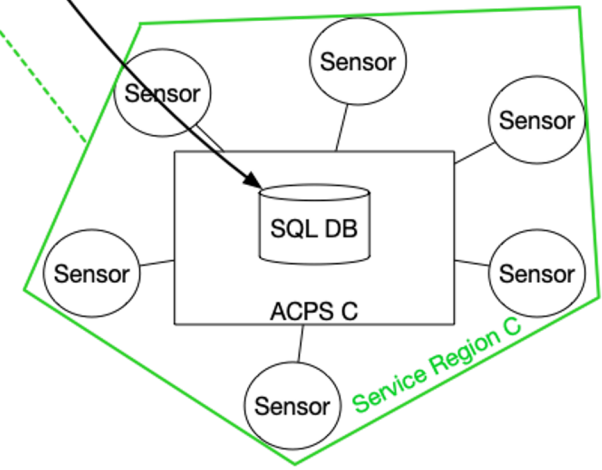 Sensor
Sensor
Sensor
SQL DB
Sensor
Sensor
ACPS C
Service Region C
Sensor